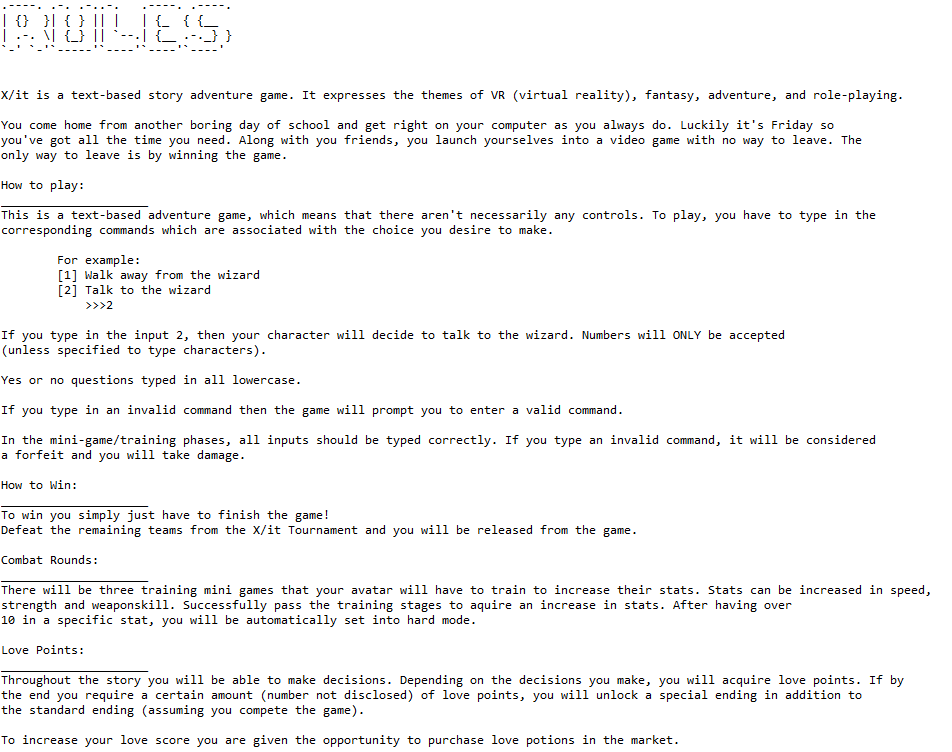 RULES
X/it is a text-based story adventure game. It expresses the themes of VR (virtual reality), fantasy, adventure, and role-playing.
You come home from another boring day of school and get right on your computer as you always do. Luckily it's Friday so
you've got all the time you need. Along with you friends, you launch yourselves into a video game with no way to leave. The
only way to leave is by winning the game.
How to play:
This is a text-based adventure game, which means that there aren't necessarily any controls. To play, you have to type in the
corresponding commands which are associated with the choice you desire to make.
For example:
[1] Walk away from the wizard
[2] Talk to the wizard
>>>2
If you type in the input 2, then your character will decide to talk to the wizard. Numbers will ONLY be accepted
(unless specified to type characters).
Yes or no questions typed in all lowercase.
If you type in an invalid command then the game will prompt you to enter a valid command.
In the mini-game/training phases, all inputs should be typed correctly. If you type an invalid command, it will be considered
a forfeit and you will take damage.
How to Win:
To win you simply just have to finish the game!
Defeat the remaining teams from the X/it Tournament and you will be released from the game.
Combat Rounds:
There will be three training mini games that your avatar will have to train to increase their stats. Stats can be increased in speed,
strength and weaponskill. Successfully pass the training stages to aquire an increase in stats. After having over
10 in a specific stat, you will be automatically set into hard mode.
Love Points:
Throughout the story you will be able to make decisions. Depending on the decisions you make, you will acquire love points. If by
the end you require a certain amount (number not disclosed) of love points, you will unlock a special ending in addition to
the standard ending (assuming you compete the game).
To increase your love score you are given the opportunity to purchase love potions in the market.